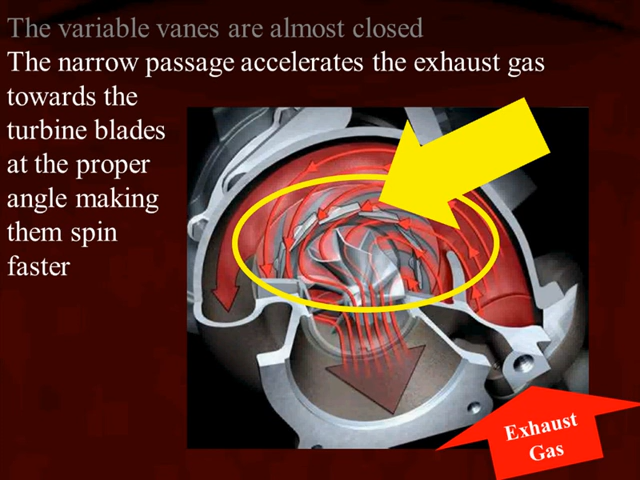 The variable vanes are almost closed
The narrow passage accelerates the exhaust gas
towards the
turbine blades
at the proper
angle making
them spin
faster
Exhaust
Gas